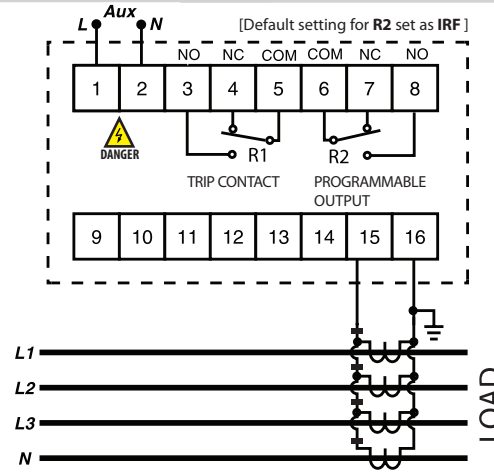 Aux
L N
[Default setting for R2 set as IRF ]
NO NC COM COM NC NO
1 2 3 4 5 6 7 8
DANGER
R1 R2
TRIP CONTACT PROGRAMMABLE
OUTPUT
9 10 11 12 13 14 15 16
L1
L2
L3
N
LOAD